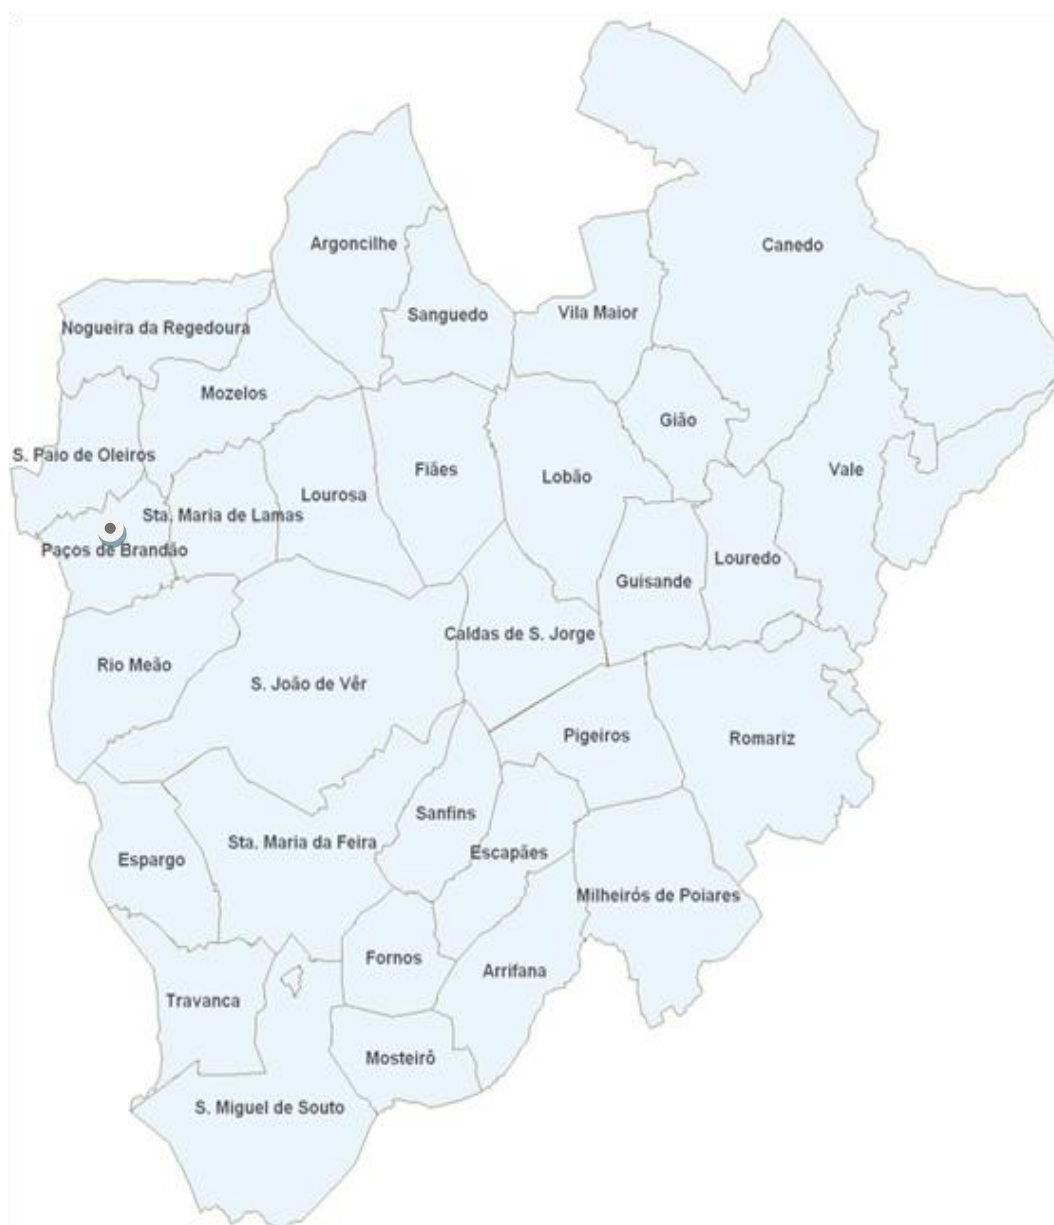 Argoncilhe
Canedo
Sanguedo
Vila Maior
Nogueira da Regedoura
Mozelos
Gião
S. Paio de Oleiros
Fiães
Lobão
Vale
Lourosa
Sta. Maria de Lamas
Paços de Brandão
Louredo
Guisande
Caldas de S. Jorge
Rio Meão
S. João de Vêr
Pigeiros
Romariz
Sanfins
Sta. Maria da Feira
Escapães
Espargo
Milheirós de Poiares
Fornos
Arrifana
Travanca
Mosteirô
S. Miguel de Souto